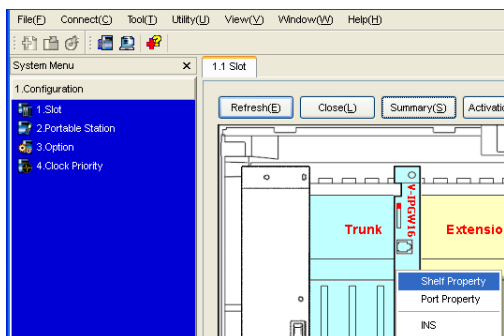 File(F) Connect(C) Tool(T) Utility(U) View(V) Window(W) Help(H)
System Menu
1.1 Slot
1.Configuration
1.Slot
2.Portable Station
3.Option
4.Clock Priority
Refresh(E) Close(L) Summary(S) Activati
V-IPGW16
Trunk
Extensio
Shelf Property
Port Property
INS